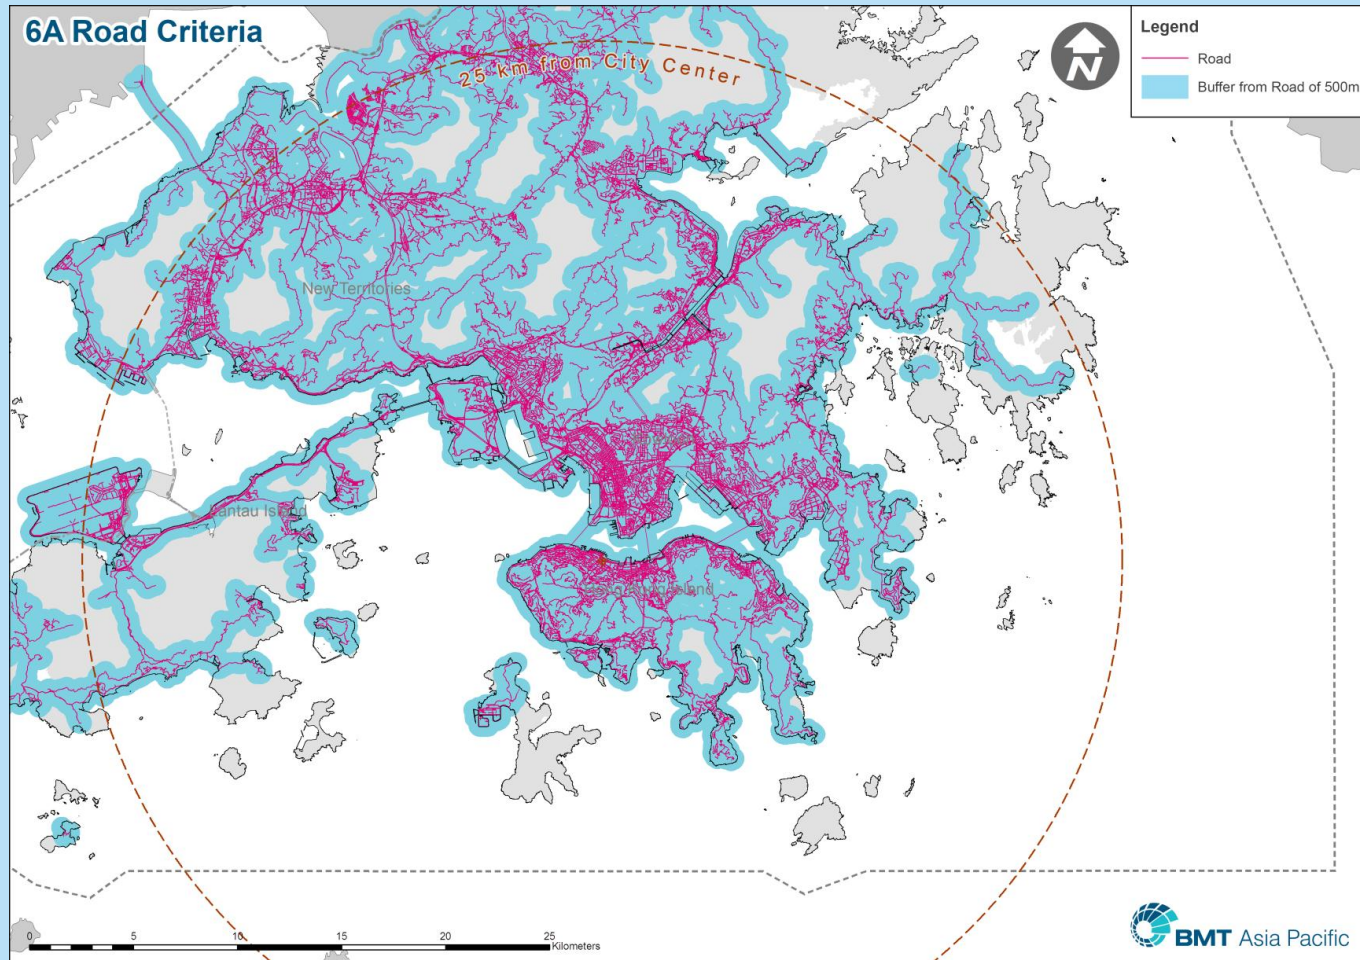 6A Road Criteria
25 km from City Center
N
Legend
Road
Buffer from Road of 500m
New Territories
Lantau Island
0 5 10 15 20 25
Kilometers
BMT Asia Pacific